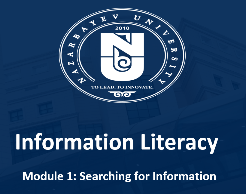 NAZARBAYEV UNIVERSITY
2010
TO LEAD. TO INNOVATE.
Information Literacy
Module 1: Searching for Information